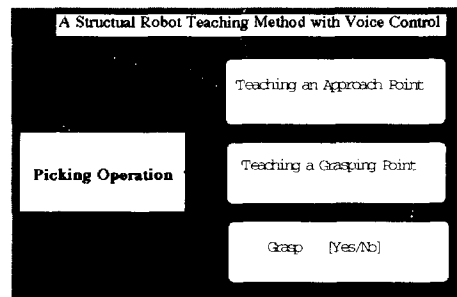 A Structual Robot Teaching Method with Voice Control
Teaching an Approach Point
Picking Operation
Teaching a Grasping Point
Grasp [Yes/No]